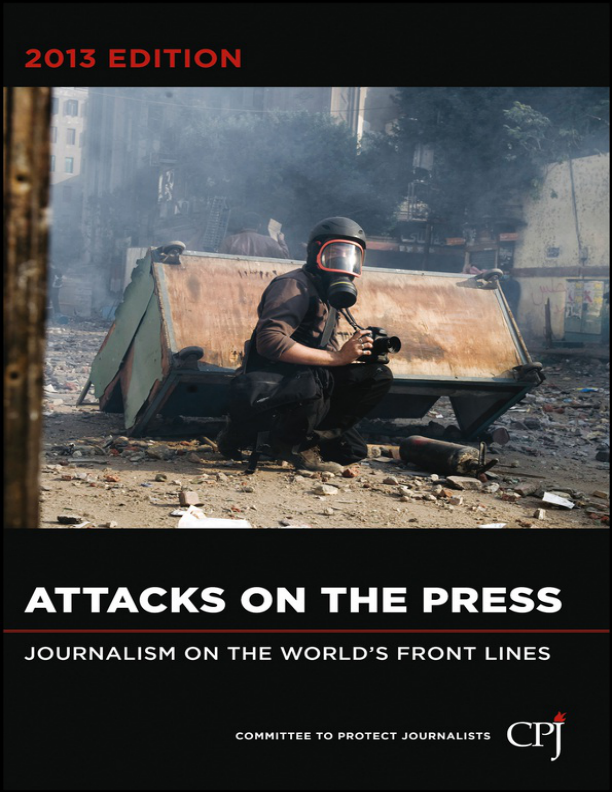 2013 EDITION
ATTACKS ON THE PRESS
JOURNALISM ON THE WORLD'S FRONT LINES
COMMITTEE TO PROTECT JOURNALISTS
CPJ